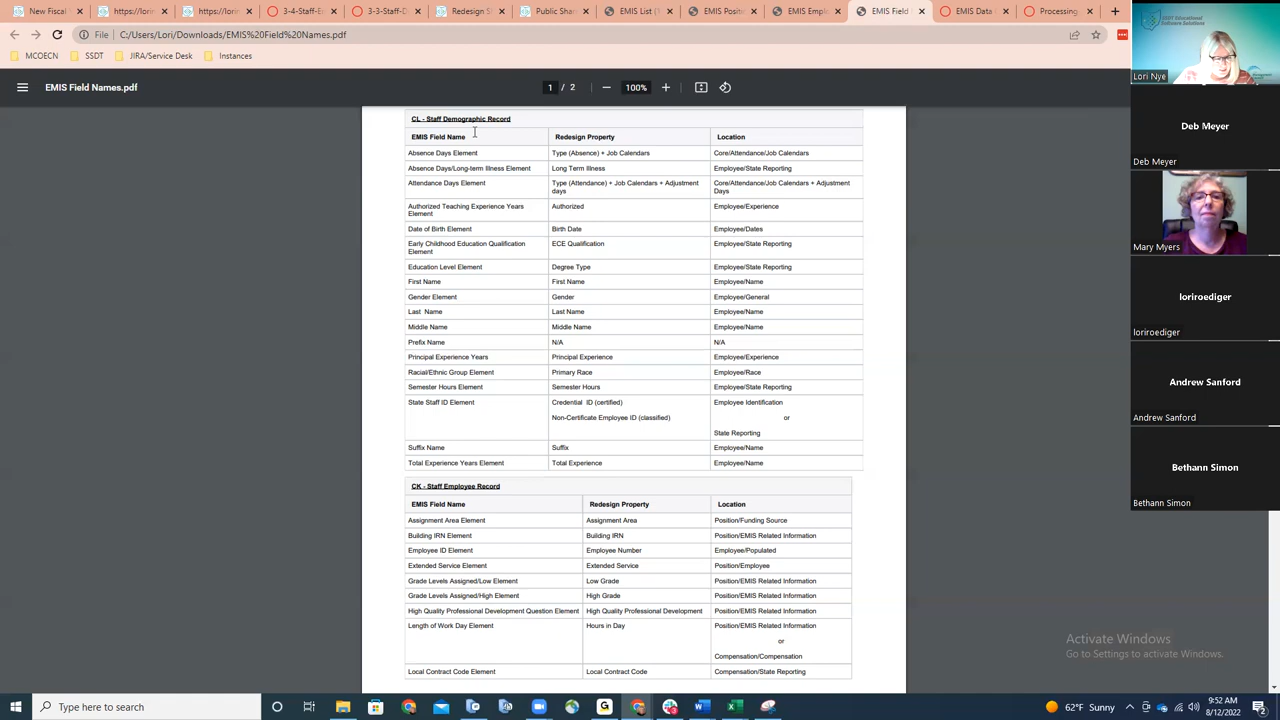 New
3-4-Staff-D
3-Staff-D
Public Shar
EMIS List (
EMIS Posit
EMIS Empl
EMIS Field
EMIS Data
Processing
File C:/Users/Lori/Downloads/EMIS%20Field%20Names.pdf
MCOECN SSDT JIRA/Service Desk Instances
EMIS Field Names.pdf
1 / 2
100%
CL - Staff Demographic Record
EMIS Field Name Redesign Property Location
Absence Days Element Type (Absence) + Job Calendars Core/Attendance/Job Calendars
Absence Days/Long-term Illness Element Long Term Illness Employee/State Reporting
Attendance Days Element Type (Attendance) + Job Calendars + Adjustment days Core/Attendance/Job Calendars + Adjustment Days
Authorized Teaching Experience Years Element Authorized Employee/Experience
Date of Birth Element Birth Date Employee/Dates
Early Childhood Education Qualification Element ECE Qualification Employee/State Reporting
Education Level Element Degree Type Employee/State Reporting
First Name First Name Employee/Name
Gender Element Gender Employee/General
Last Name Last Name Employee/Name
Middle Name Middle Name Employee/Name
Prefix Name N/A N/A
Principal Experience Years Principal Experience Employee/Experience
Racial/Ethnic Group Element Primary Race Employee/Race
Semester Hours Element Semester Hours Employee/State Reporting
State Staff ID Element Credential ID (certified) Employee Identification
Non-Certificate Employee ID (classified) or
State Reporting
Suffix Name Suffix Employee/Name
Total Experience Years Element Total Experience Employee/Name
CK - Staff Employee Record
EMIS Field Name Redesign Property Location
Assignment Area Element Assignment Area Position/Funding Source
Building IRN Element Building IRN Position/EMIS Related Information
Employee ID Element Employee Number Employee/Populated
Extended Service Element Extended Service Position/Employee
Grade Levels Assigned/Low Element Low Grade Position/EMIS Related Information
Grade Levels Assigned/High Element High Grade Position/EMIS Related Information
High Quality Professional Development Question Element High Quality Professional Development Position/EMIS Related Information
Length of Work Day Element Hours in Day Position/EMIS Related Information
or
Compensation/Compensation
Local Contract Code Element Local Contract Code Compensation/State Reporting
SSDT Educational
Software Solutions
Lori Nye
Deb Meyer
Deb Meyer
Mary Myers
loriroediger
loriroediger
Andrew Sanford
Andrew Sanford
Bethann Simon
Bethann Simon
Activate Windows
Go to Settings to activate Windows.
Type here to search
62°F Sunny
9:52 AM
8/12/2022